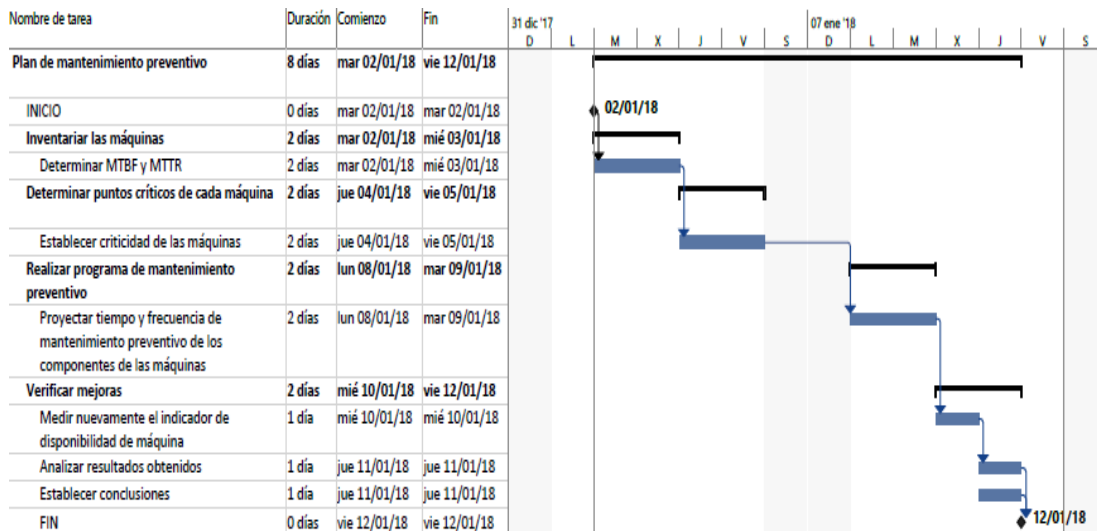 Nombre de tarea Duración Comienzo Fin 31 dic '17 07 ene '18
D L M X J V S D L M X J V S
Plan de mantenimiento preventivo 8 días mar 02/01/18 vie 12/01/18
INICIO 0 días mar 02/01/18 mar 02/01/18 02/01/18
Inventariar las máquinas 2 días mar 02/01/18 mié 03/01/18
Determinar MTBF y MTTR 2 días mar 02/01/18 mié 03/01/18
Determinar puntos críticos de cada máquina 2 días jue 04/01/18 vie 05/01/18
Establecer criticidad de las máquinas 2 días jue 04/01/18 vie 05/01/18
Realizar programa de mantenimiento 2 días lun 08/01/18 mar 09/01/18
preventivo
Proyectar tiempo y frecuencia de 2 días lun 08/01/18 mar 09/01/18
mantenimiento preventivo de los
componentes de las máquinas
Verificar mejoras 2 días mié 10/01/18 vie 12/01/18
Medir nuevamente el indicador de 1 día mié 10/01/18 mié 10/01/18
disponibilidad de máquina
Analizar resultados obtenidos 1 día jue 11/01/18 jue 11/01/18
Establecer conclusiones 1 día jue 11/01/18 jue 11/01/18
FIN 0 días vie 12/01/18 vie 12/01/18 12/01/18